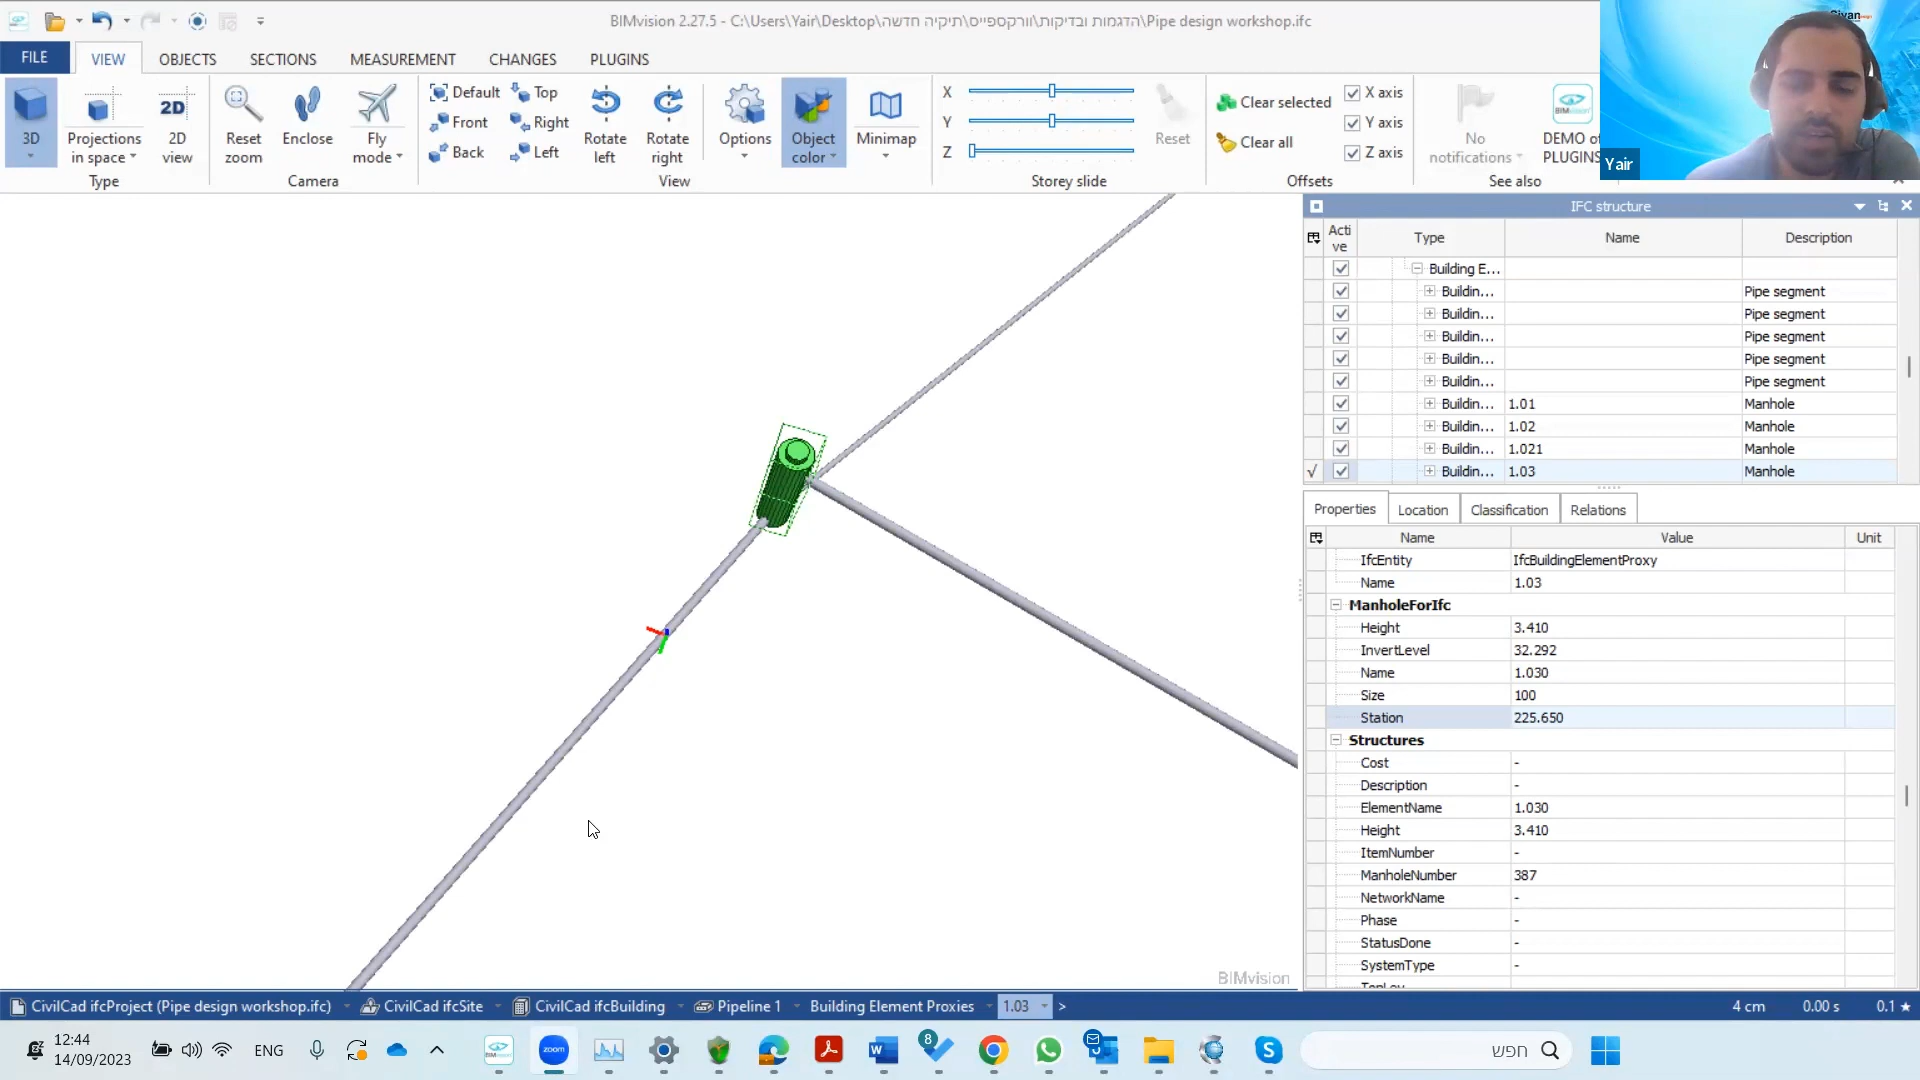 BIMvision 2.27.5 - C:\Users\Yair\Desktop\הדגמות ובדיקות\וורקספייס\תיקיה חדשה\Pipe design workshop.ifc
FILE
VIEW
OBJECTS
SECTIONS
MEASUREMENT
CHANGES
PLUGINS
3D
Projections
in space
2D
2D
view
Type
Reset
zoom
Enclose
Fly
mode
Camera
Default
Top
Front
Right
Back
Left
Rotate
left
Rotate
right
View
Options
Object
color
Minimap
X
Y
Z
Reset
Storey slide
Clear selected
Clear all
X axis
Y axis
Z axis
Offsets
No
notifications
DEMO of
PLUGINS
See also
Yair
IFC structure
Acti
ve
Type
Name
Description
Building E...
Buildin...
Pipe segment
Buildin...
Pipe segment
Buildin...
Pipe segment
Buildin...
Pipe segment
Buildin...
Pipe segment
Buildin...
1.01
Manhole
Buildin...
1.02
Manhole
Buildin...
1.021
Manhole
√
Buildin...
1.03
Manhole
Properties
Location
Classification
Relations
Name
Value
Unit
IfcEntity
IfcBuildingElementProxy
Name
1.03
ManholeForIfc
Height
3.410
InvertLevel
32.292
Name
1.030
Size
100
Station
225.650
Structures
Cost
-
Description
-
ElementName
1.030
Height
3.410
ItemNumber
-
ManholeNumber
387
NetworkName
-
Phase
-
StatusDone
-
SystemType
-
BIMvision
CivilCad ifcProject (Pipe design workshop.ifc)
CivilCad ifcSite
CivilCad ifcBuilding
Pipeline 1
Building Element Proxies
1.03
>
4 cm
0.00 s
0.1 ★
12:44
14/09/2023
ENG
zoom
8
חפש